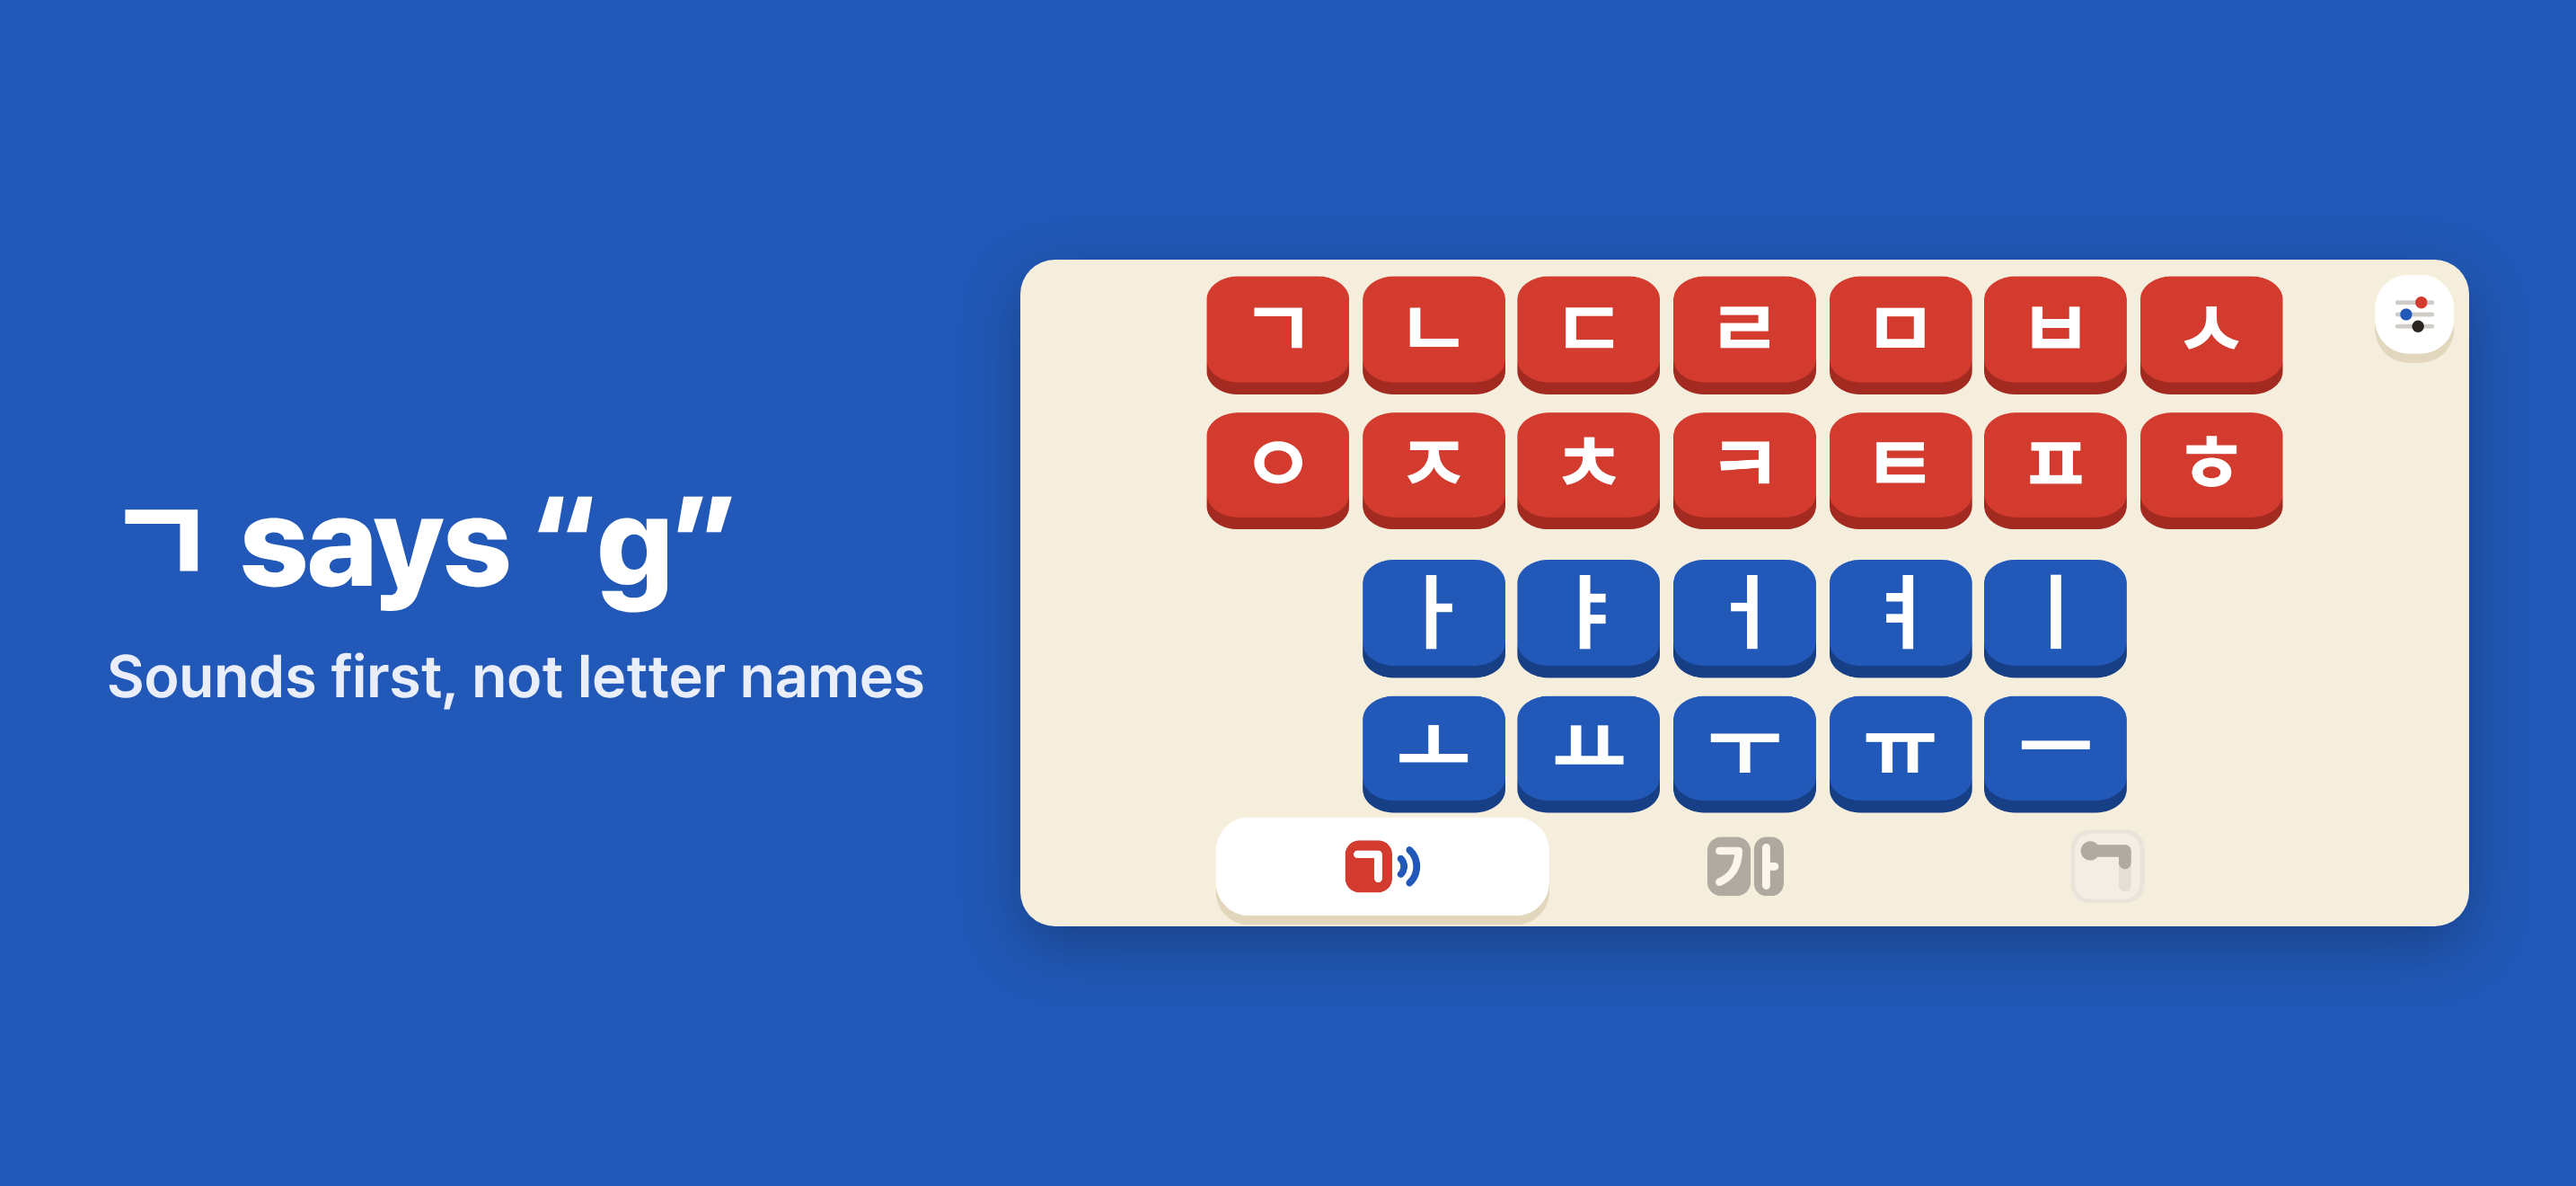 ㄱ says “g”
Sounds first, not letter names
ㄱ ㄴ ㄷ ㄹ ㅁ ㅂ ㅅ
ㅇ ㅈ ㅊ ㅋ ㅌ ㅍ ㅎ
ㅏ ㅑ ㅓ ㅕ ㅣ
ㅗ ㅛ ㅜ ㅠ ㅡ
ㄱ 가 ㄱ